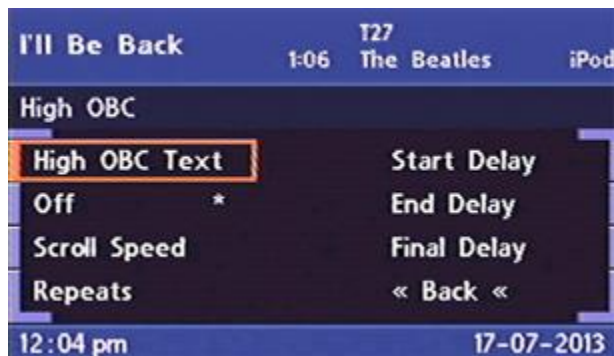 I'll Be Back 1:06 T27 The Beatles iPod
High OBC
High OBC Text Start Delay
Off * End Delay
Scroll Speed Final Delay
Repeats « Back «
12:04 pm 17-07-2013